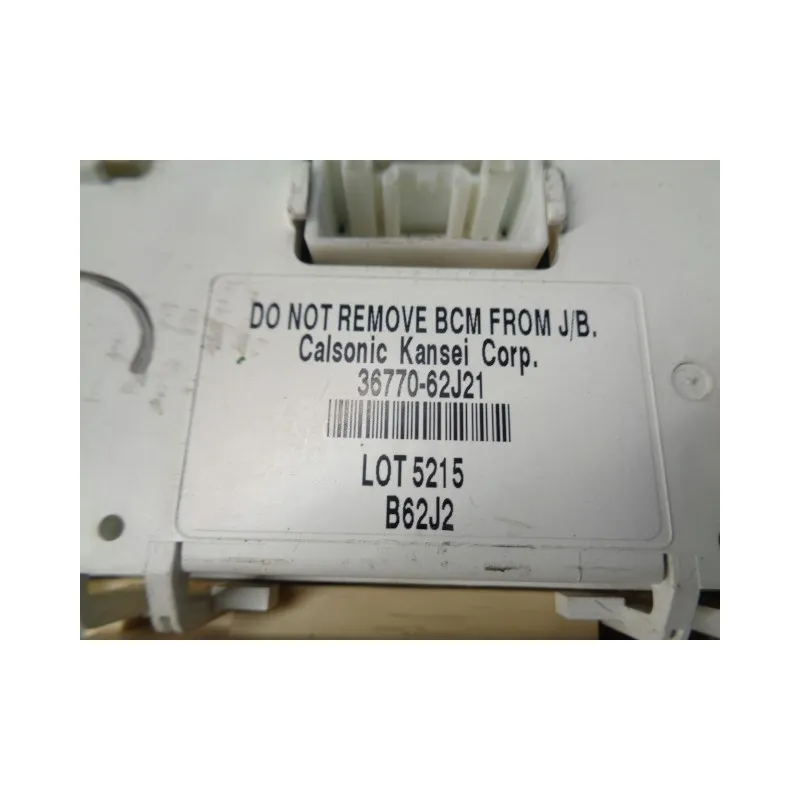 DO NOT REMOVE BCM FROM J/B.
Calsonic Kansei Corp.
36770-62J21
LOT 5215
B62J2